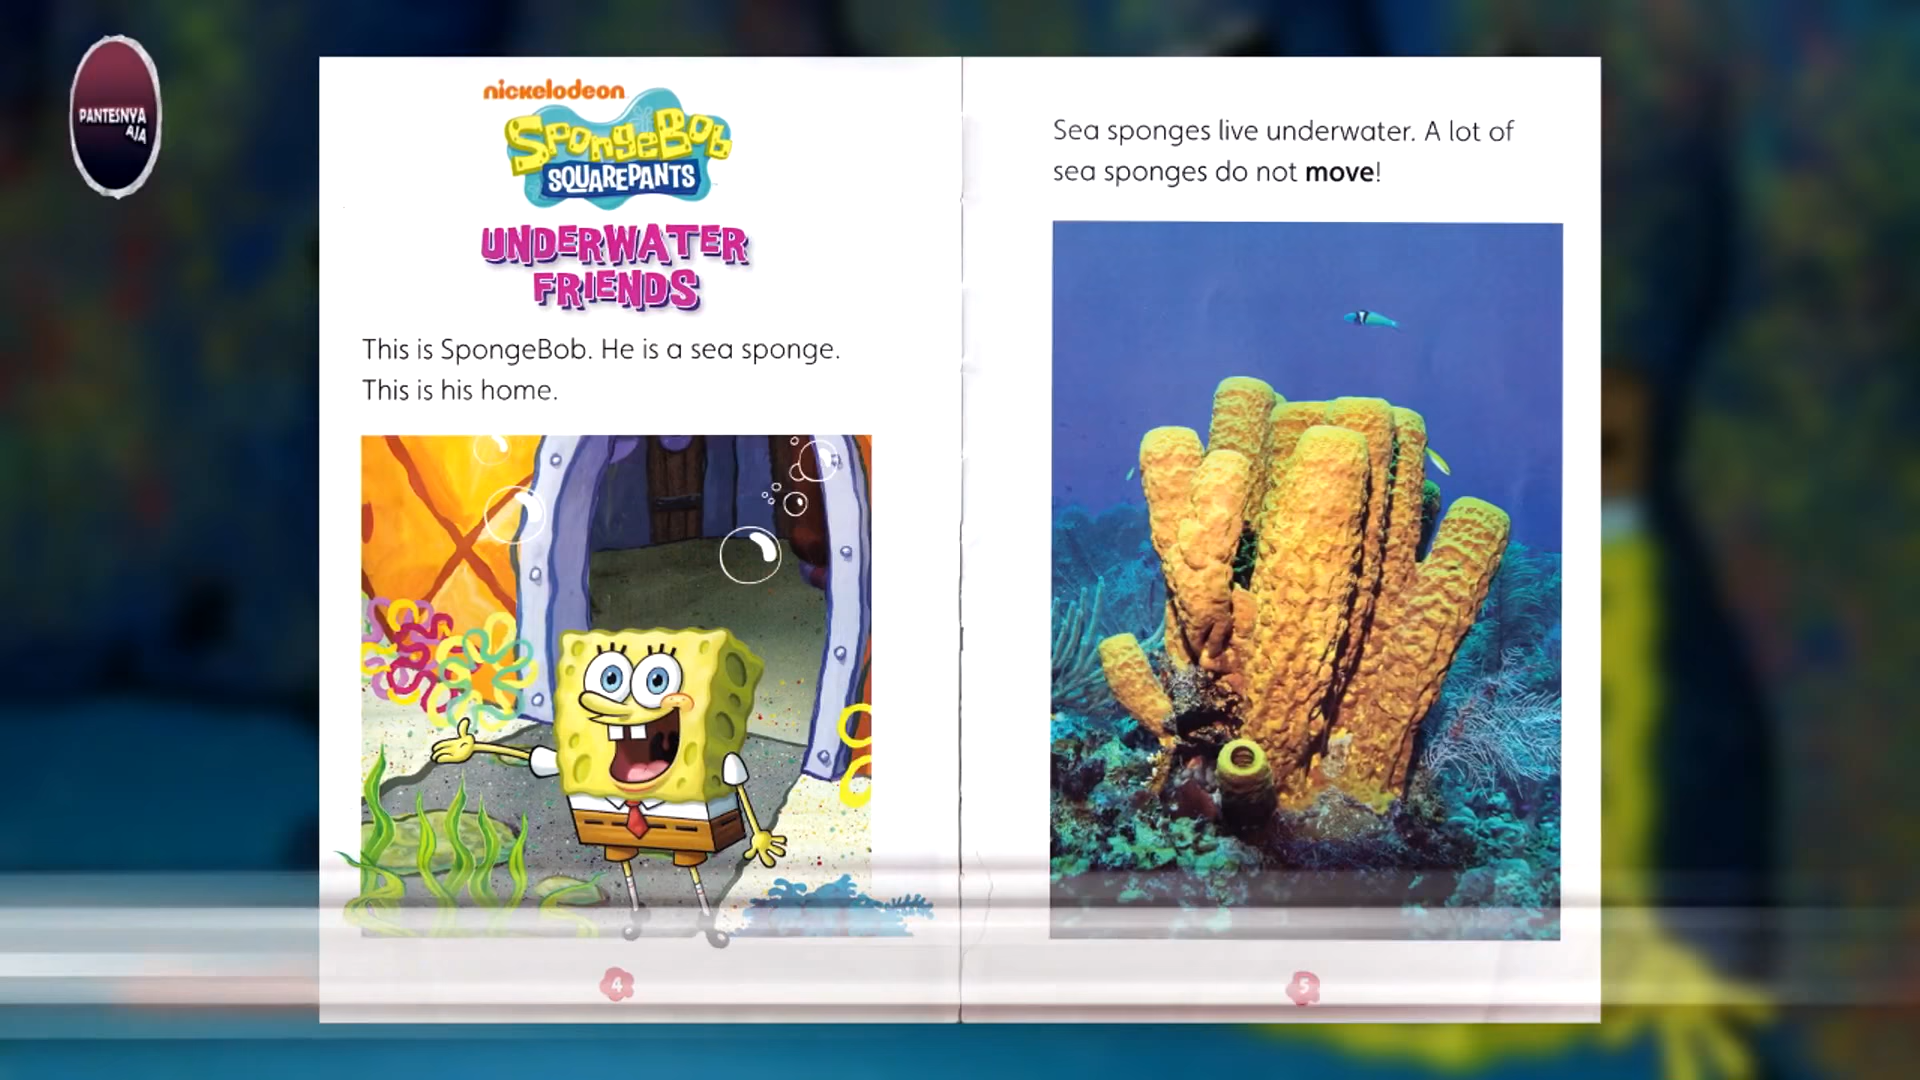 PANTESNYA
AJA
nickelodeon
SpongeBob
SQUAREPANTS
UNDERWATER
FRIENDS
This is SpongeBob. He is a sea sponge.
This is his home.
4
Sea sponges live underwater. A lot of
sea sponges do not move!
5